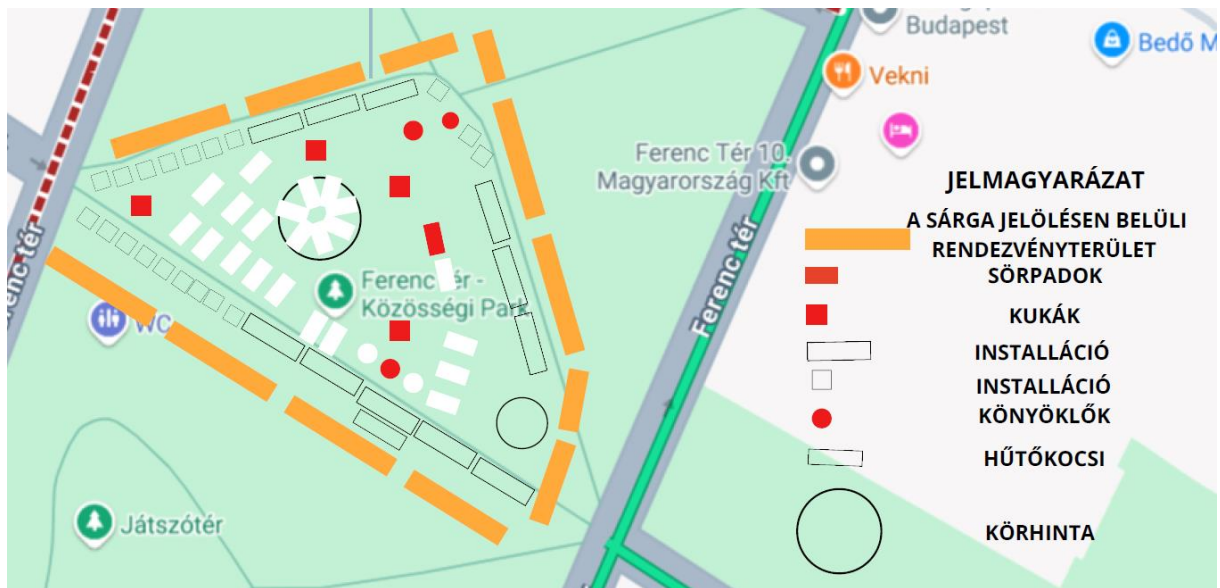 Budapest
Bedő M
Vekni
Ferenc Tér 10.
Magyarország Kft
Ferenc tér
Ferenc tér
Ferenc Tér -
Közösségi Park
WC
Játszótér
JELMAGYARÁZAT
A SÁRGA JELÖLÉSEN BELÜLI
RENDEZVÉNYTERÜLET
SÖRPADOK
KUKÁK
INSTALLÁCIÓ
INSTALLÁCIÓ
KÖNYÖKLŐK
HŰTŐKOCSI
KÖRHINTA